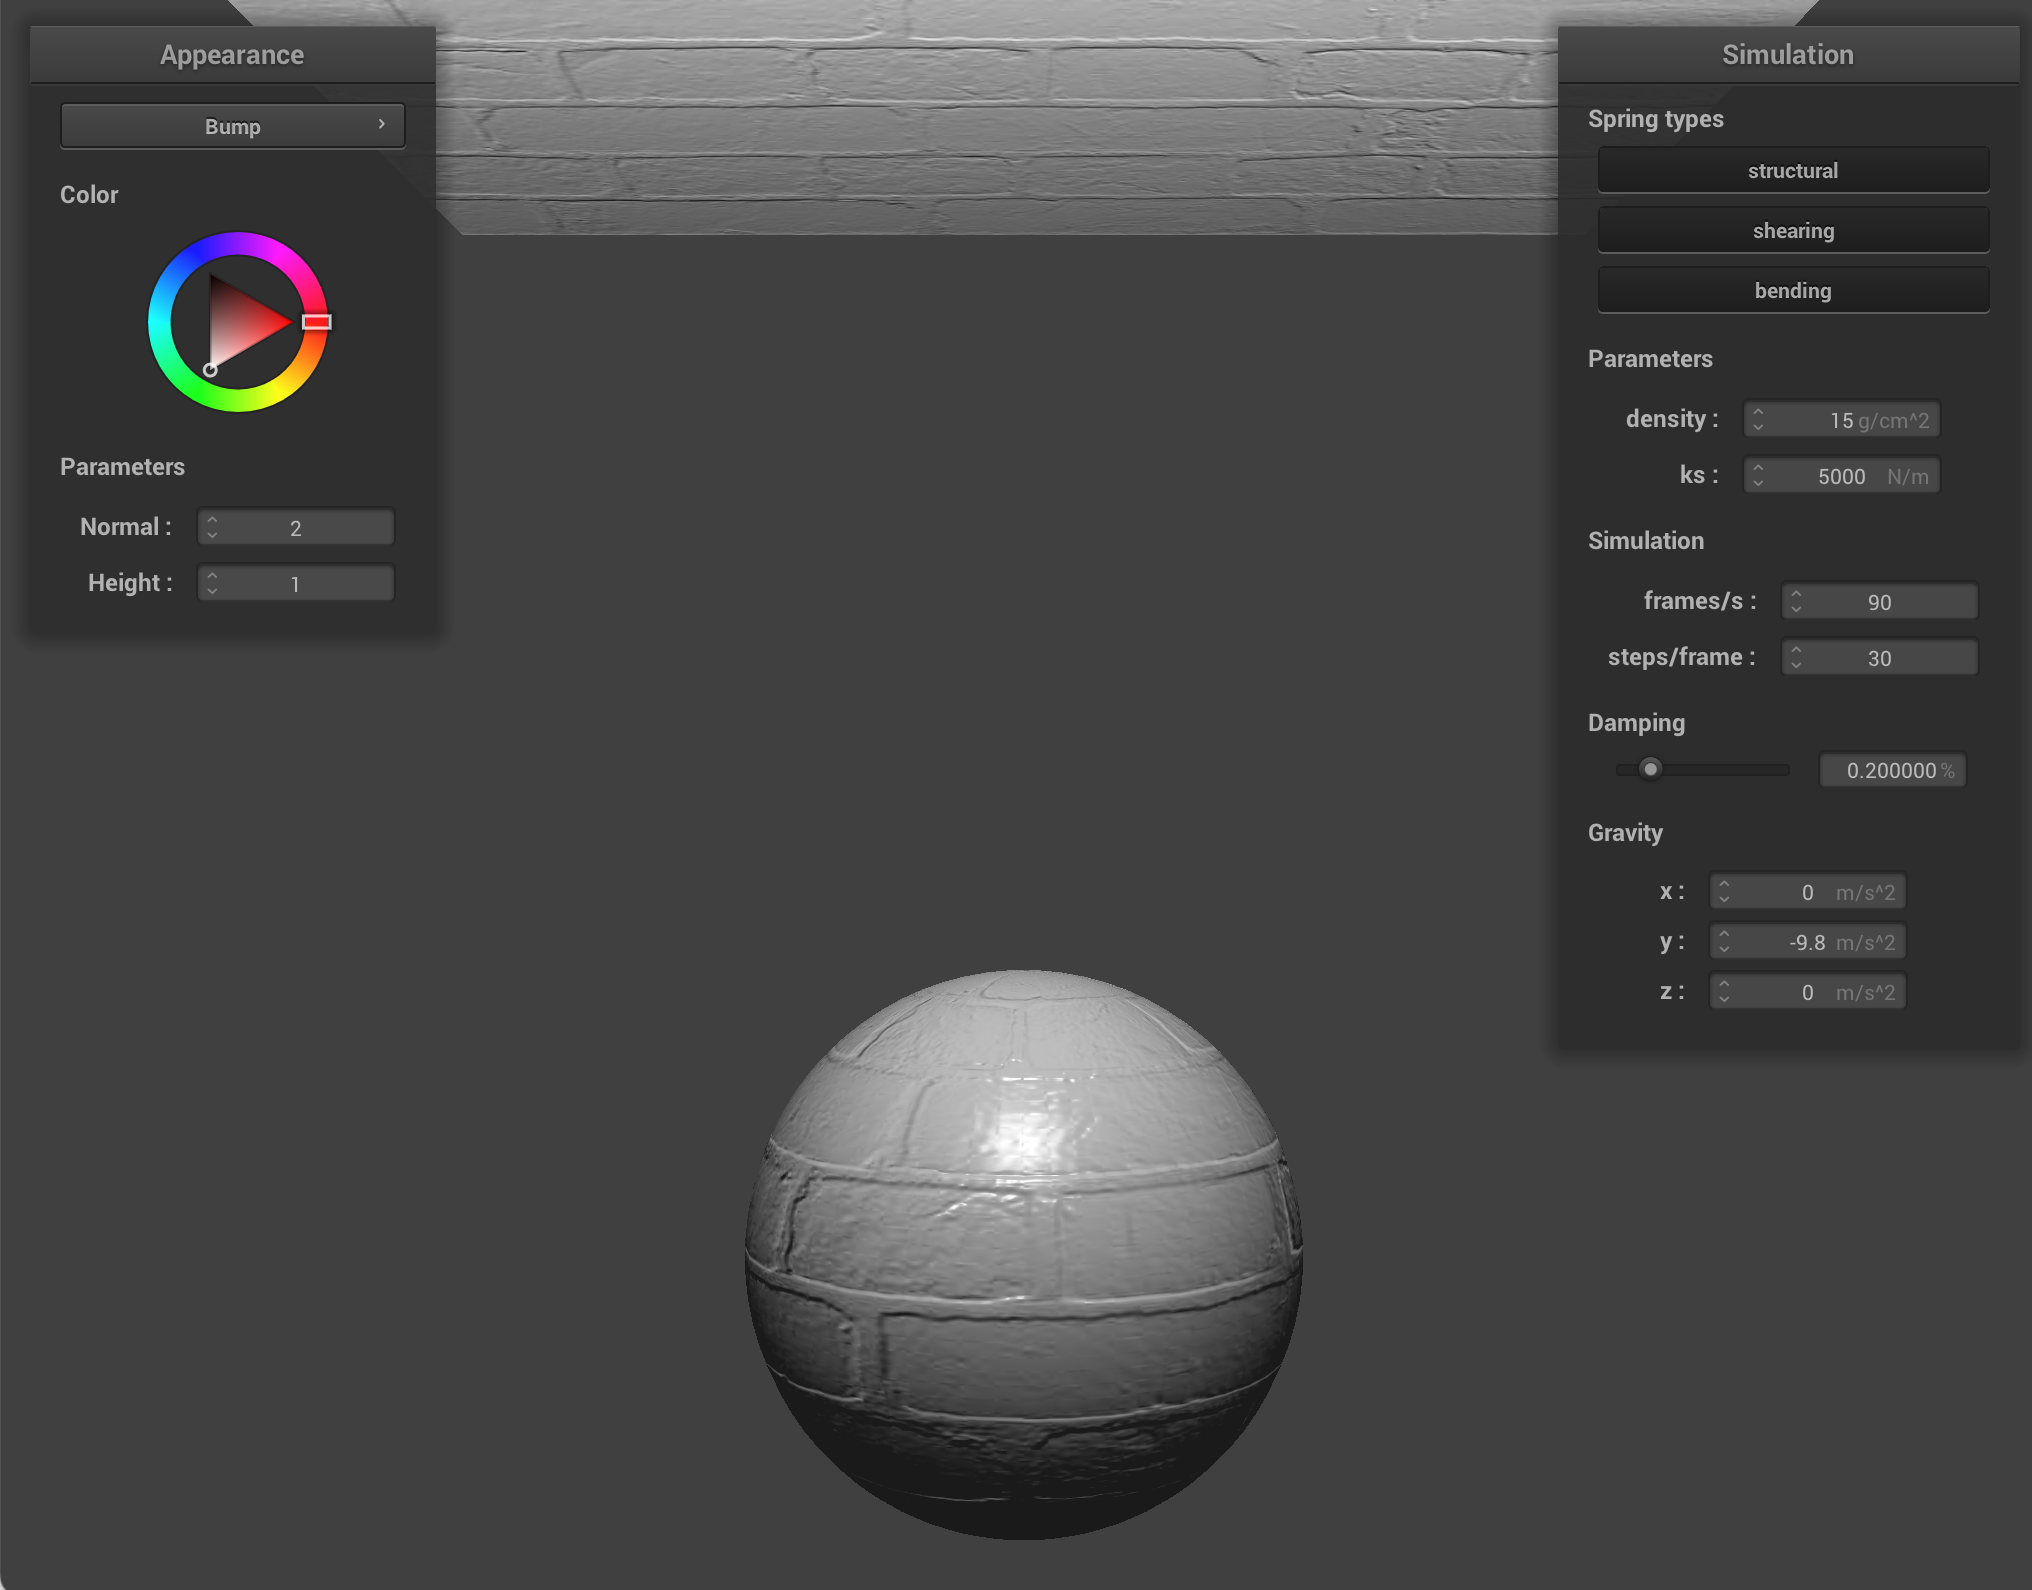 Appearance
Bump
Color
Parameters
Normal : 2
Height : 1
Simulation
Spring types
structural
shearing
bending
Parameters
density : 15 g/cm^2
ks : 5000 N/m
Simulation
frames/s : 90
steps/frame : 30
Damping
0.200000 %
Gravity
x : 0 m/s^2
y : -9.8 m/s^2
z : 0 m/s^2